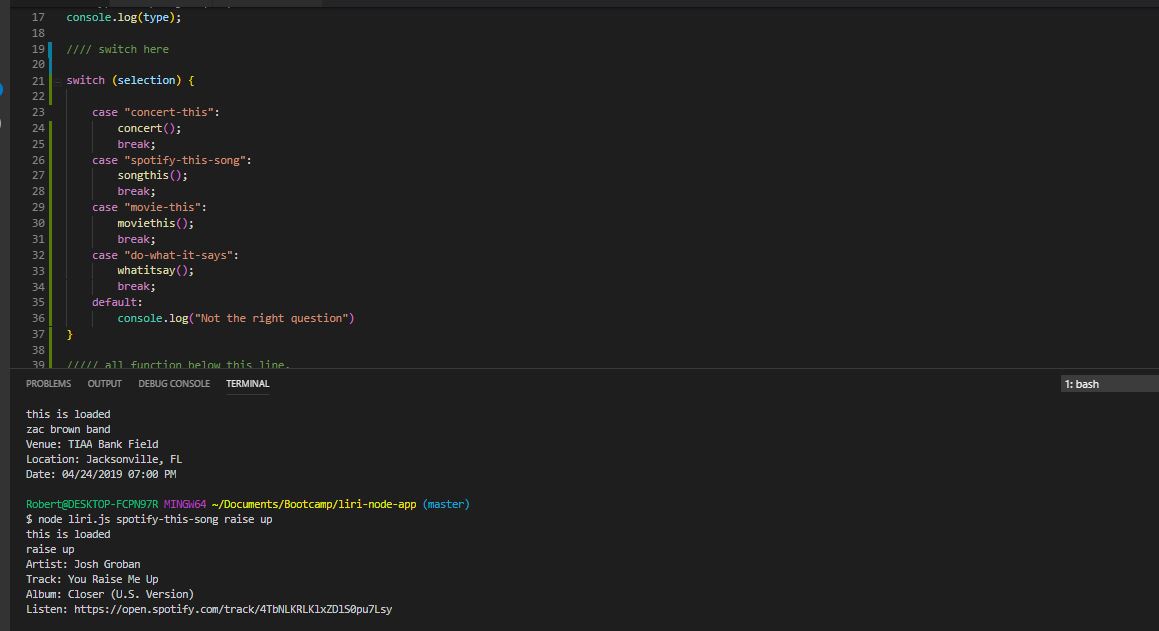 17 console.log(type);
18
19 //// switch here
20
21 switch (selection) {
22
23 case "concert-this":
24 concert();
25 break;
26 case "spotify-this-song":
27 songthis();
28 break;
29 case "movie-this":
30 moviethis();
31 break;
32 case "do-what-it-says":
33 whatitsay();
34 break;
35 default:
36 console.log("Not the right question")
37 }
38
39 ///// all function below this line.
PROBLEMS OUTPUT DEBUG CONSOLE TERMINAL 1: bash
this is loaded
zac brown band
Venue: TIAA Bank Field
Location: Jacksonville, FL
Date: 04/24/2019 07:00 PM
Robert@DESKTOP-FCPN97R MINGW64 ~/Documents/Bootcamp/liri-node-app (master)
$ node liri.js spotify-this-song raise up
this is loaded
raise up
Artist: Josh Groban
Track: You Raise Me Up
Album: Closer (U.S. Version)
Listen: https://open.spotify.com/track/4TbNLKRLKlxZDlS0pu7Lsy